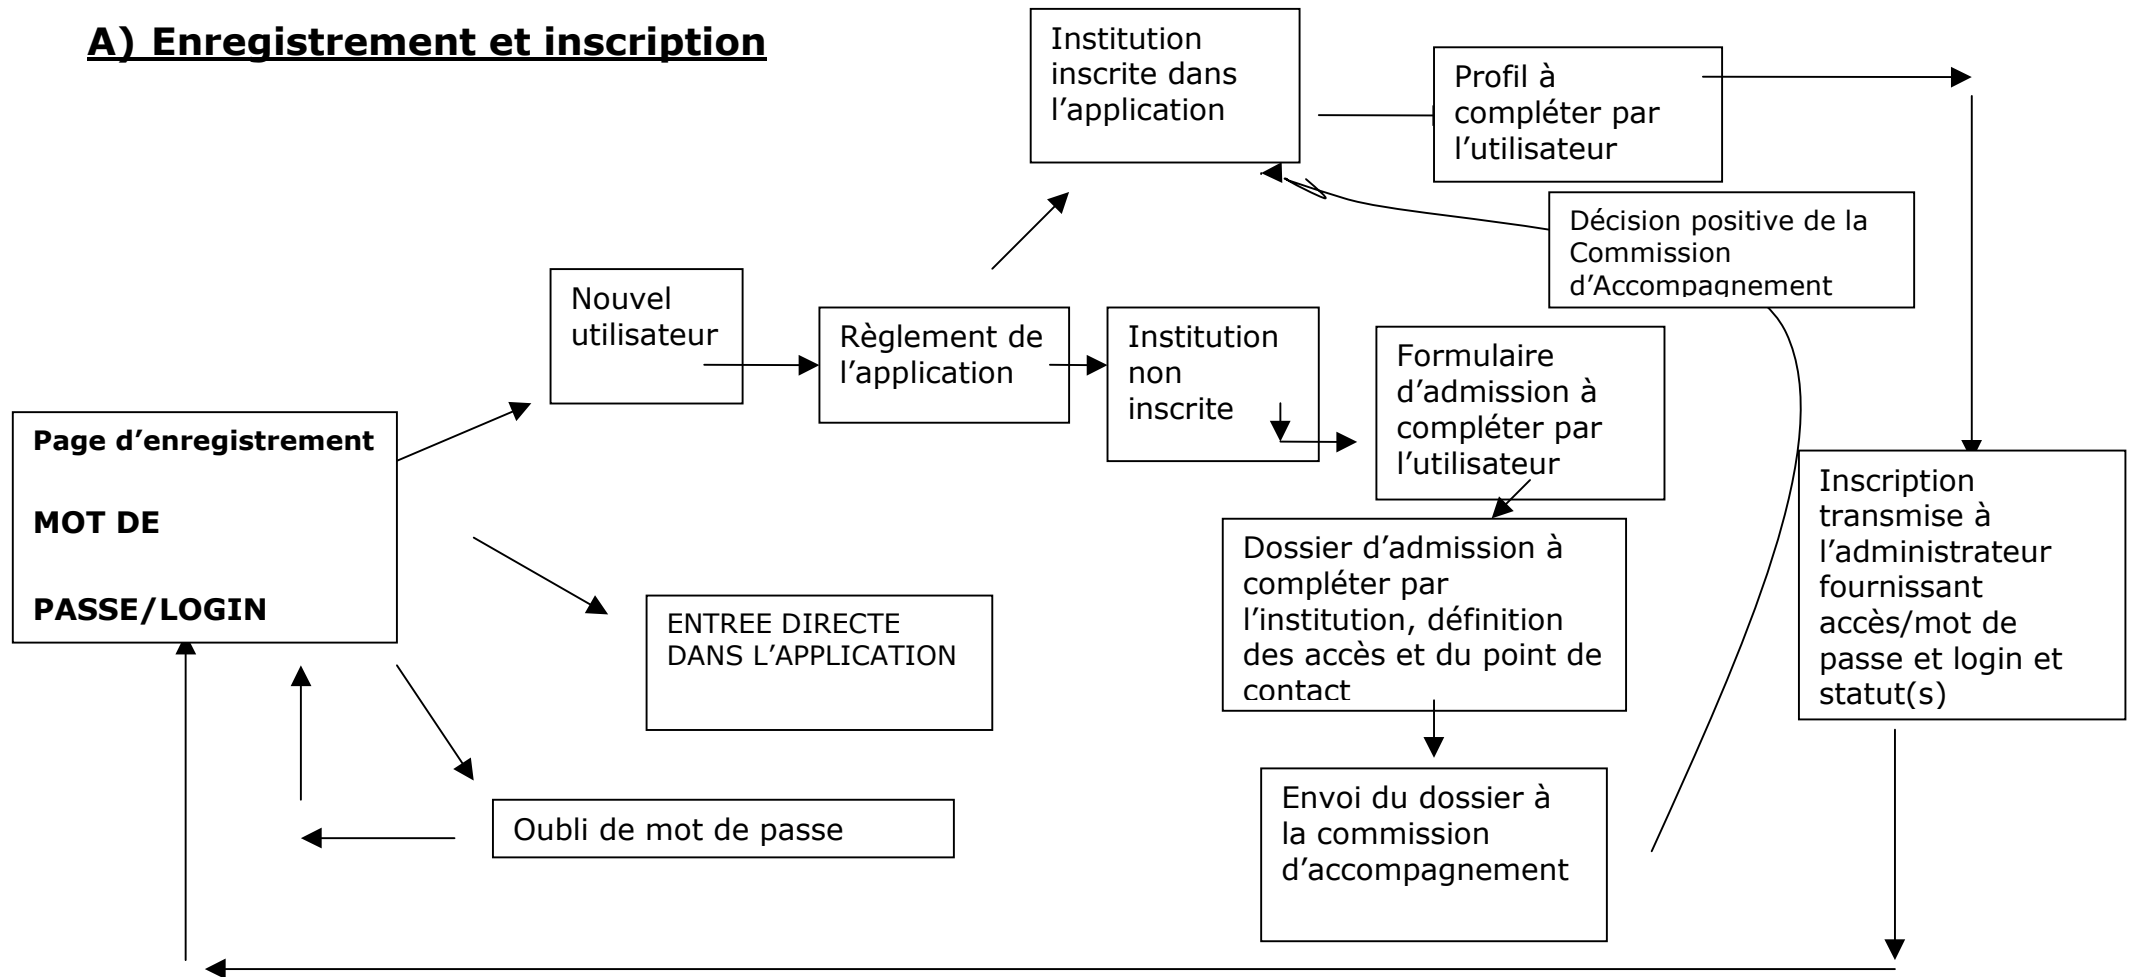 A) Enregistrement et inscription
Institution
inscrite dans
l’application
Profil à
compléter par
l’utilisateur
Décision positive de la
Commission
d’Accompagnement
Nouvel
utilisateur
Règlement de
l’application
Institution
non
inscrite
Formulaire
d’admission à
compléter par
l’utilisateur
Page d’enregistrement
MOT DE
PASSE/LOGIN
Inscription
transmise à
l’administrateur
fournissant
accès/mot de
passe et login et
statut(s)
Dossier d’admission à
compléter par
l’institution, définition
des accès et du point de
contact
ENTREE DIRECTE
DANS L’APPLICATION
Envoi du dossier à
la commission
d’accompagnement
Oubli de mot de passe